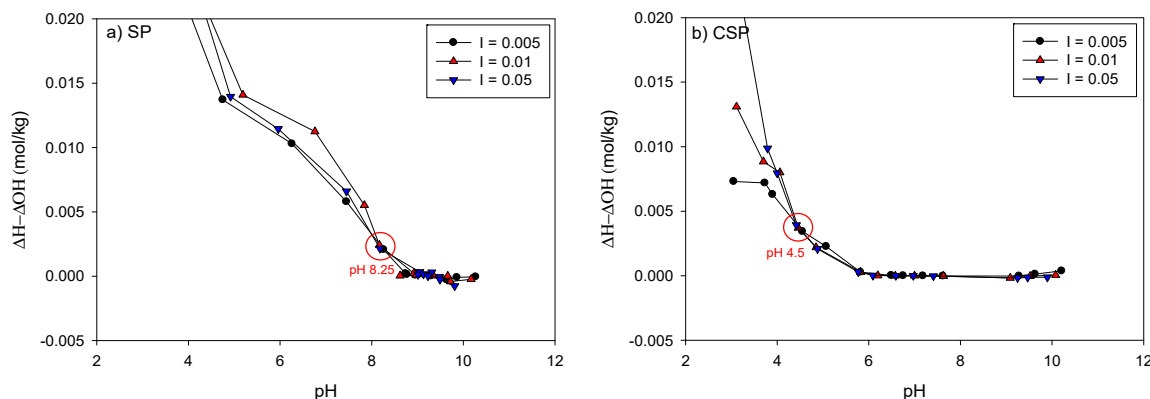 a) SP
I = 0.005
I = 0.01
I = 0.05
0.020
0.015
0.010
0.005
0.000
-0.005
ΔH−ΔOH (mol/kg)
pH 8.25
2 4 6 8 10 12
pH
b) CSP
I = 0.005
I = 0.01
I = 0.05
0.020
0.015
0.010
0.005
0.000
-0.005
ΔH−ΔOH (mol/kg)
pH 4.5
2 4 6 8 10 12
pH